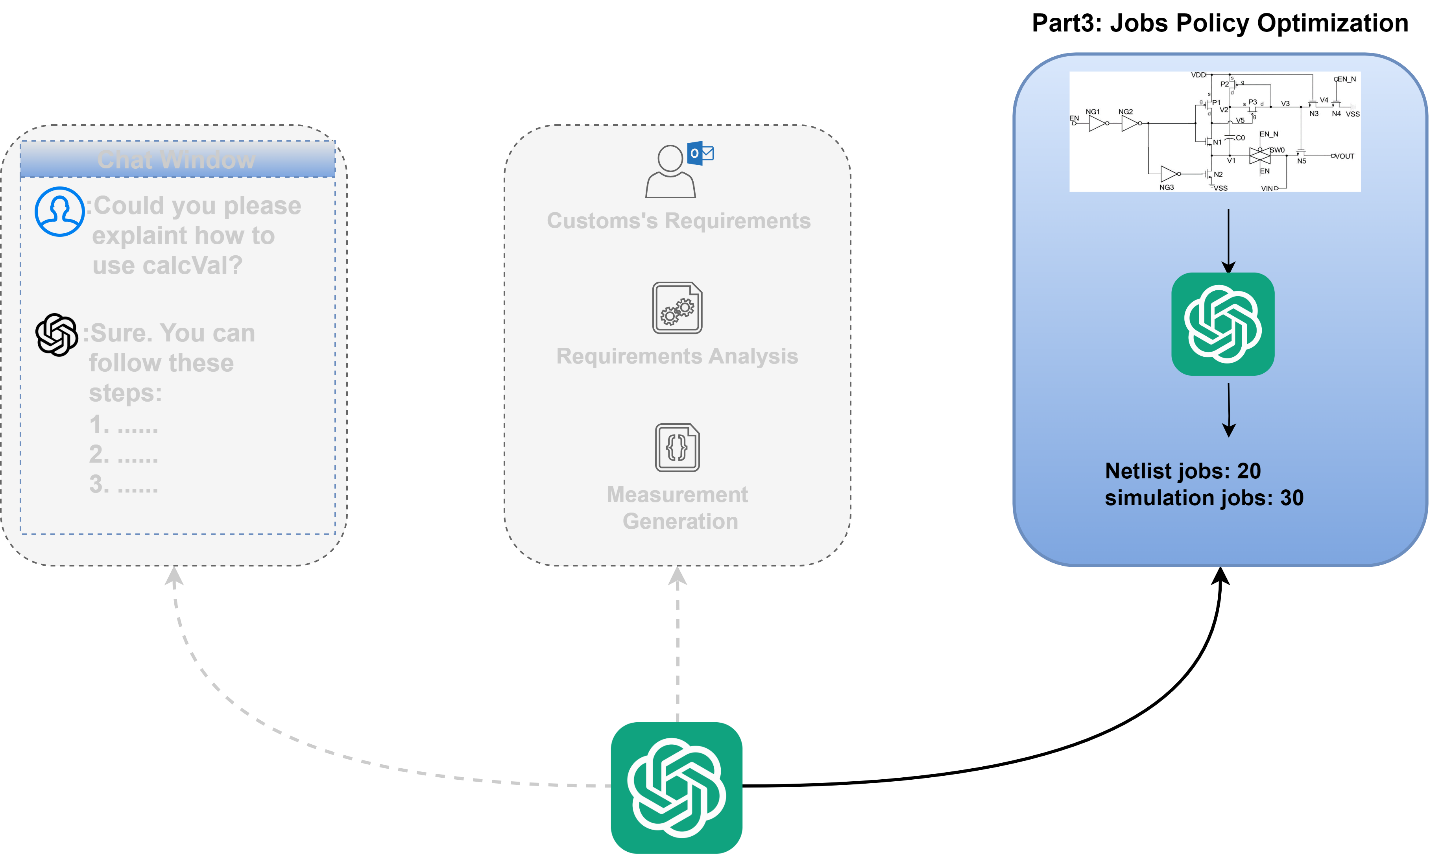 Part3: Jobs Policy Optimization
Chat Window
:Could you please
explaint how to
use calcVal?
:Sure. You can
follow these
steps:
1. ......
2. ......
3. ......
Customs's Requirements
Requirements Analysis
Measurement
Generation
VDD
P2
s
g
d
EN_N
s
P1
g
d
V2
s
P3
d
g
V3
V4
N3
N4
VSS
EN
NG1
NG2
V5
C0
N1
EN_N
SW0
V1
N5
VOUT
EN
NG3
N2
VSS
VIN
Netlist jobs: 20
simulation jobs: 30